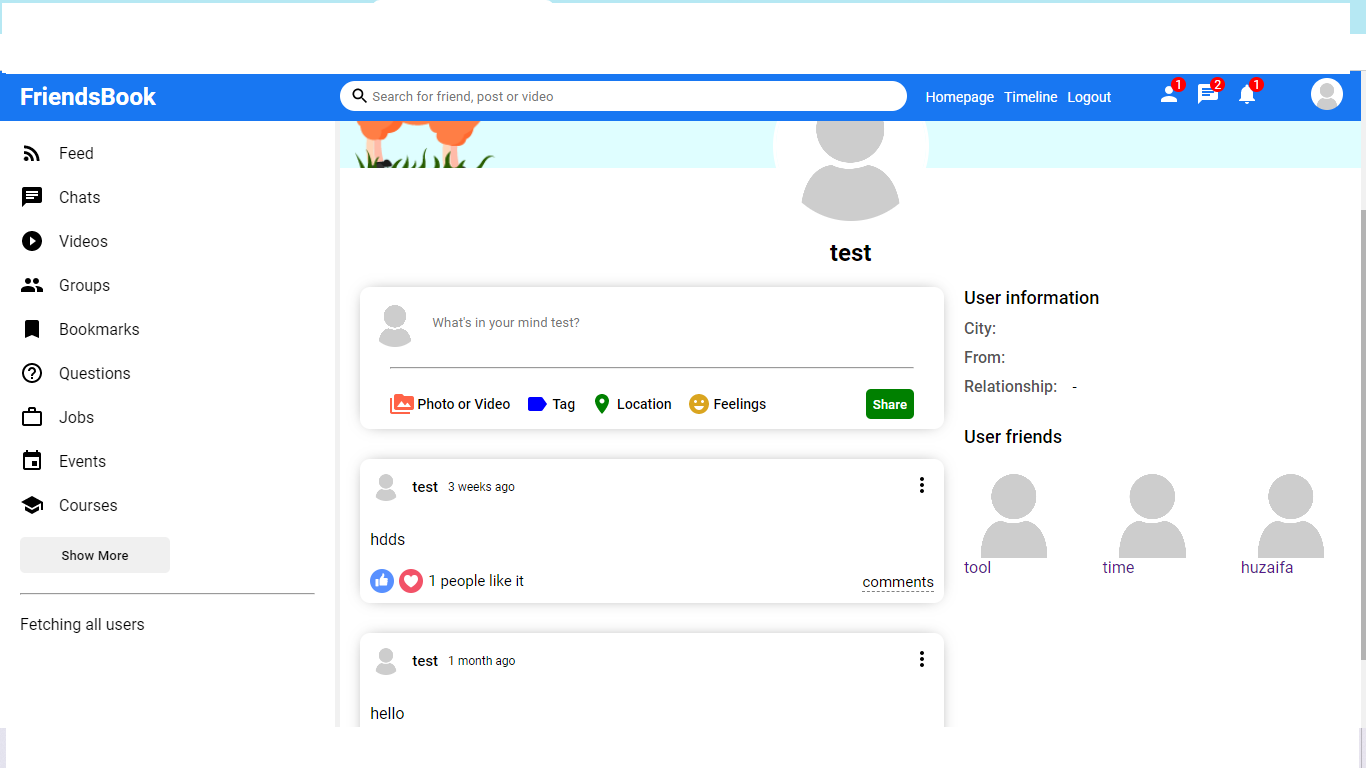 FriendsBook
Search for friend, post or video
Homepage Timeline Logout
1 2 1
Feed
Chats
Videos
Groups
Bookmarks
Questions
Jobs
Events
Courses
Show More
Fetching all users
test
What's in your mind test?
Photo or Video Tag Location Feelings Share
test 3 weeks ago
hdds
1 people like it comments
test 1 month ago
hello
User information
City:
From:
Relationship: -
User friends
tool time huzaifa